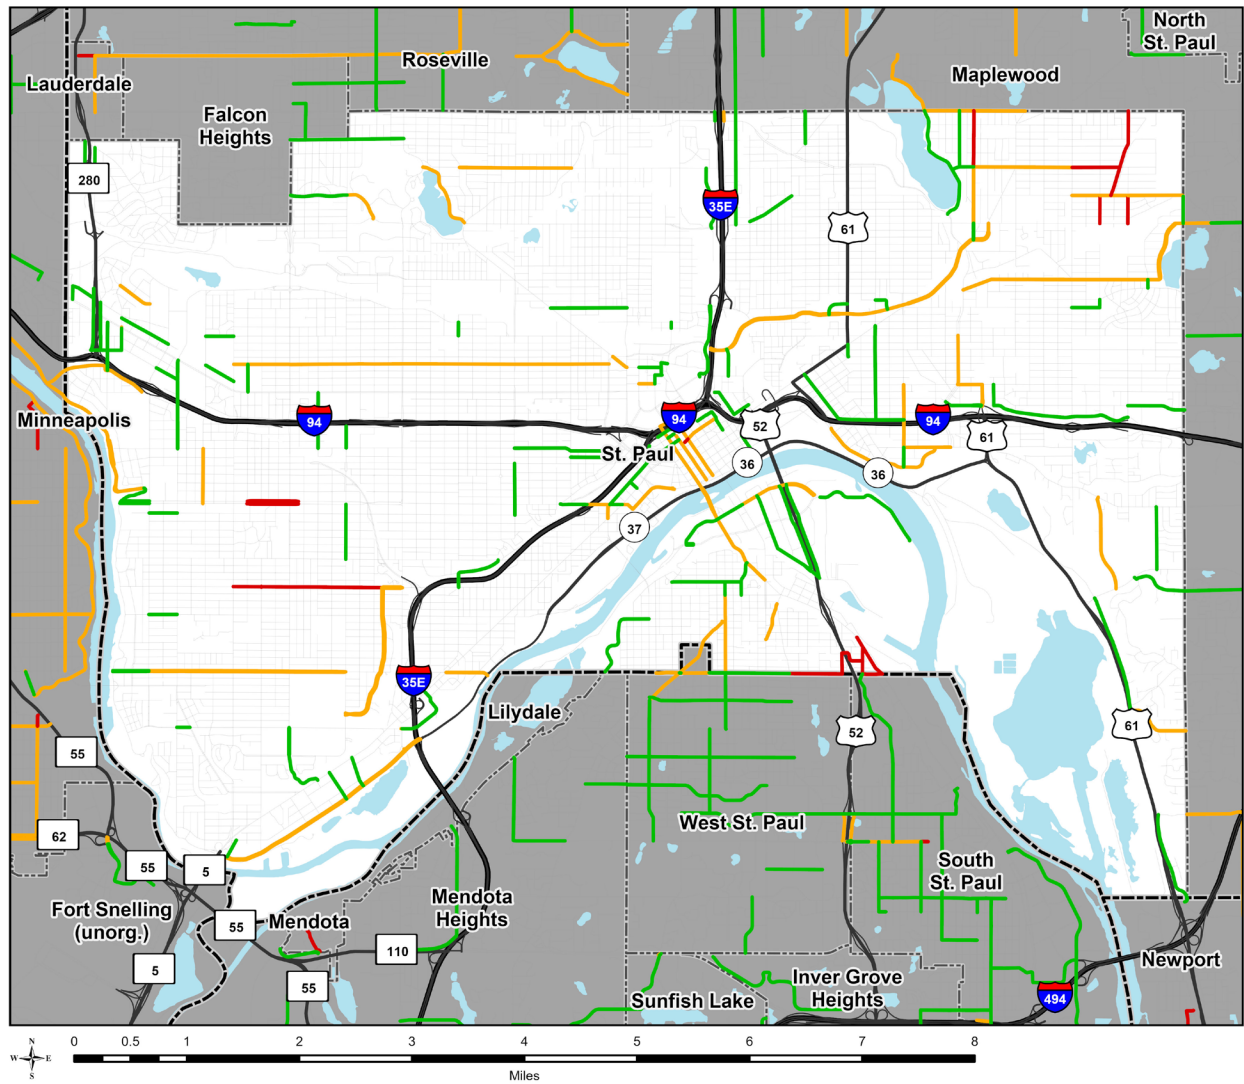 North
St. Paul
Roseville
Maplewood
Lauderdale
Falcon
Heights
280
35E
61
Minneapolis
94
94
52
94
61
St. Paul
36
36
37
35E
Lilydale
52
61
55
62
West St. Paul
55
5
South
St. Paul
Mendota
Heights
Fort Snelling
(unorg.)
55
Mendota
110
5
55
Newport
Inver Grove
Heights
Sunfish Lake
494
N
W E
S
0 0.5 1 2 3 4 5 6 7 8
Miles